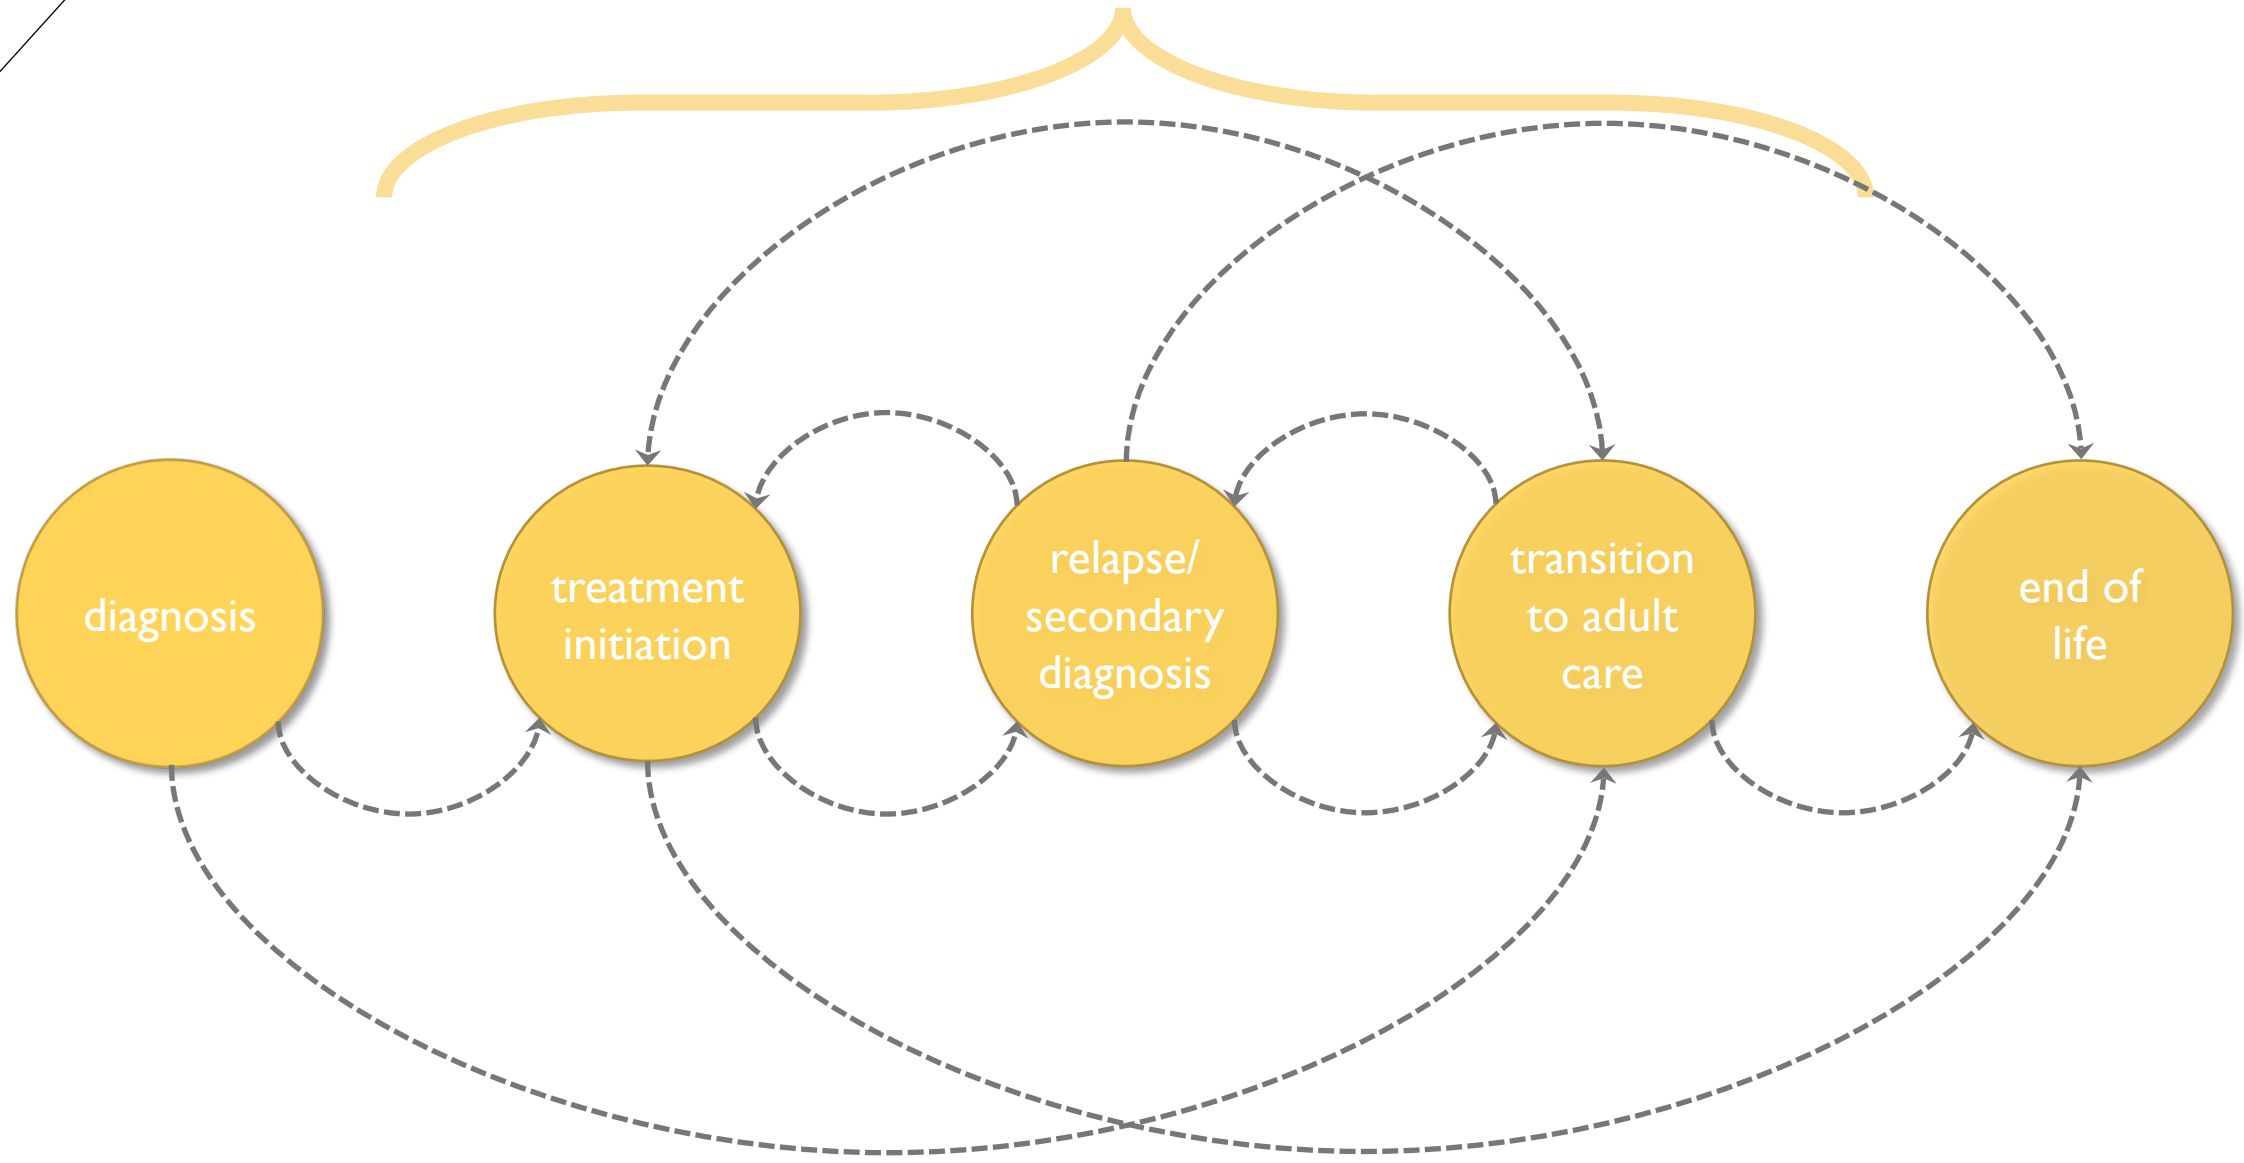 diagnosis
treatment
initiation
relapse/
secondary
diagnosis
transition
to adult
care
end of
life